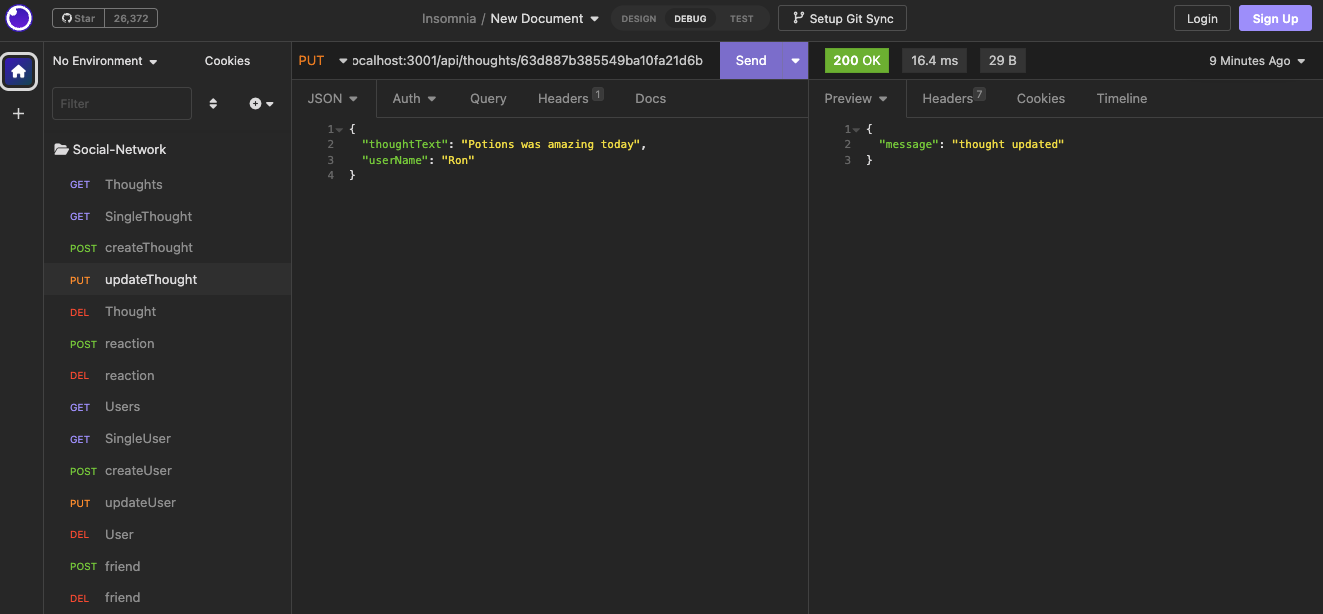 Star 26,372
Insomnia / New Document
DESIGN DEBUG TEST
Setup Git Sync
Login
Sign Up
No Environment
Cookies
Filter
Social-Network
GET Thoughts
GET SingleThought
POST createThought
PUT updateThought
DEL Thought
POST reaction
DEL reaction
GET Users
GET SingleUser
POST createUser
PUT updateUser
DEL User
POST friend
DEL friend
PUT ocalhost:3001/api/thoughts/63d887b385549ba10fa21d6b Send
JSON Auth Query Headers 1 Docs
1 {
2 "thoughtText": "Potions was amazing today",
3 "userName": "Ron"
4 }
200 OK 16.4 ms 29 B 9 Minutes Ago
Preview Headers 7 Cookies Timeline
1 {
2 "message": "thought updated"
3 }